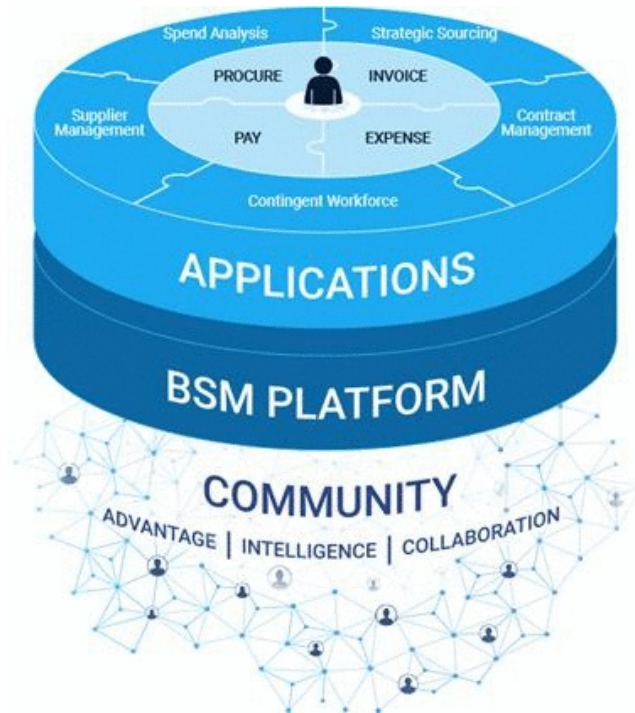 Spend Analysis
Strategic Sourcing
PROCURE
INVOICE
Supplier
Management
Contract
Management
PAY
EXPENSE
Contingent Workforce
APPLICATIONS
BSM PLATFORM
COMMUNITY
ADVANTAGE | INTELLIGENCE | COLLABORATION